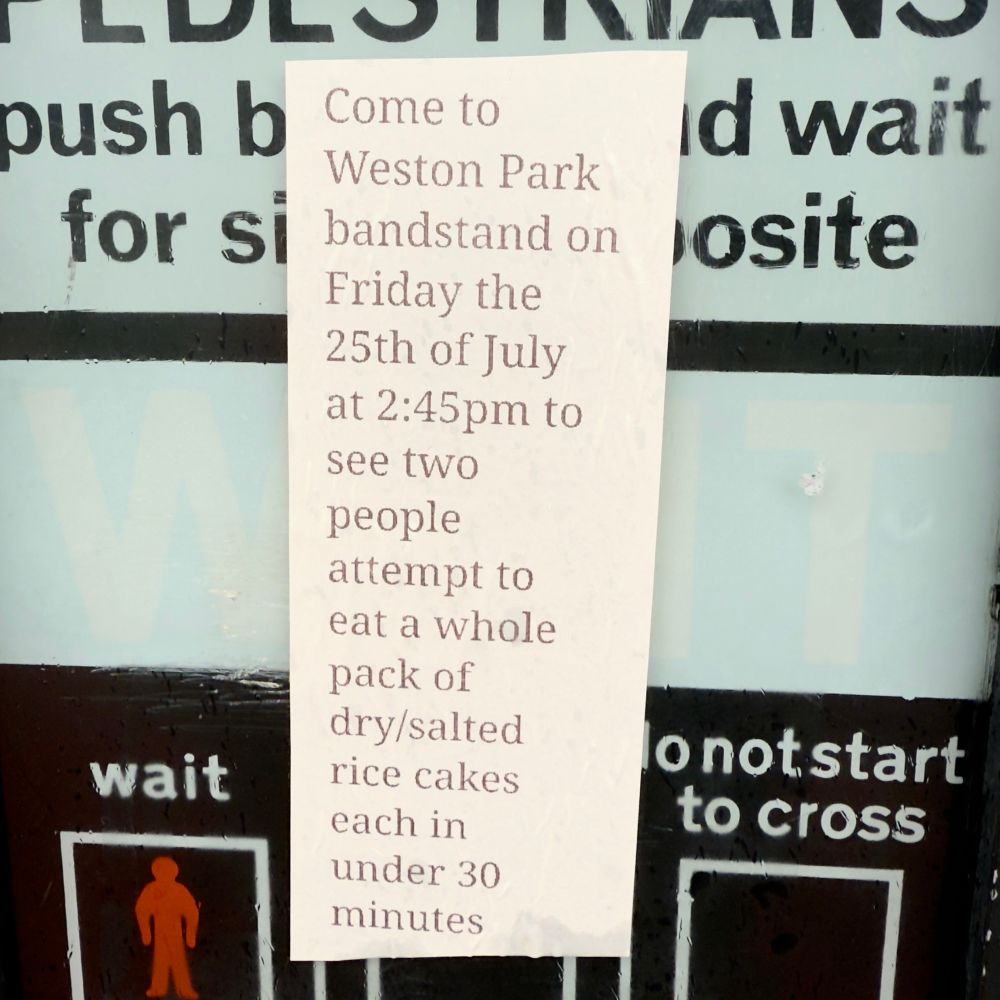 PEDESTRIANS
push b nd wait
for si posite
Come to
Weston Park
bandstand on
Friday the
25th of July
at 2:45pm to
see two
people
attempt to
eat a whole
pack of
dry/salted
rice cakes
each in
under 30
minutes
WAIT
wait
do not start
to cross